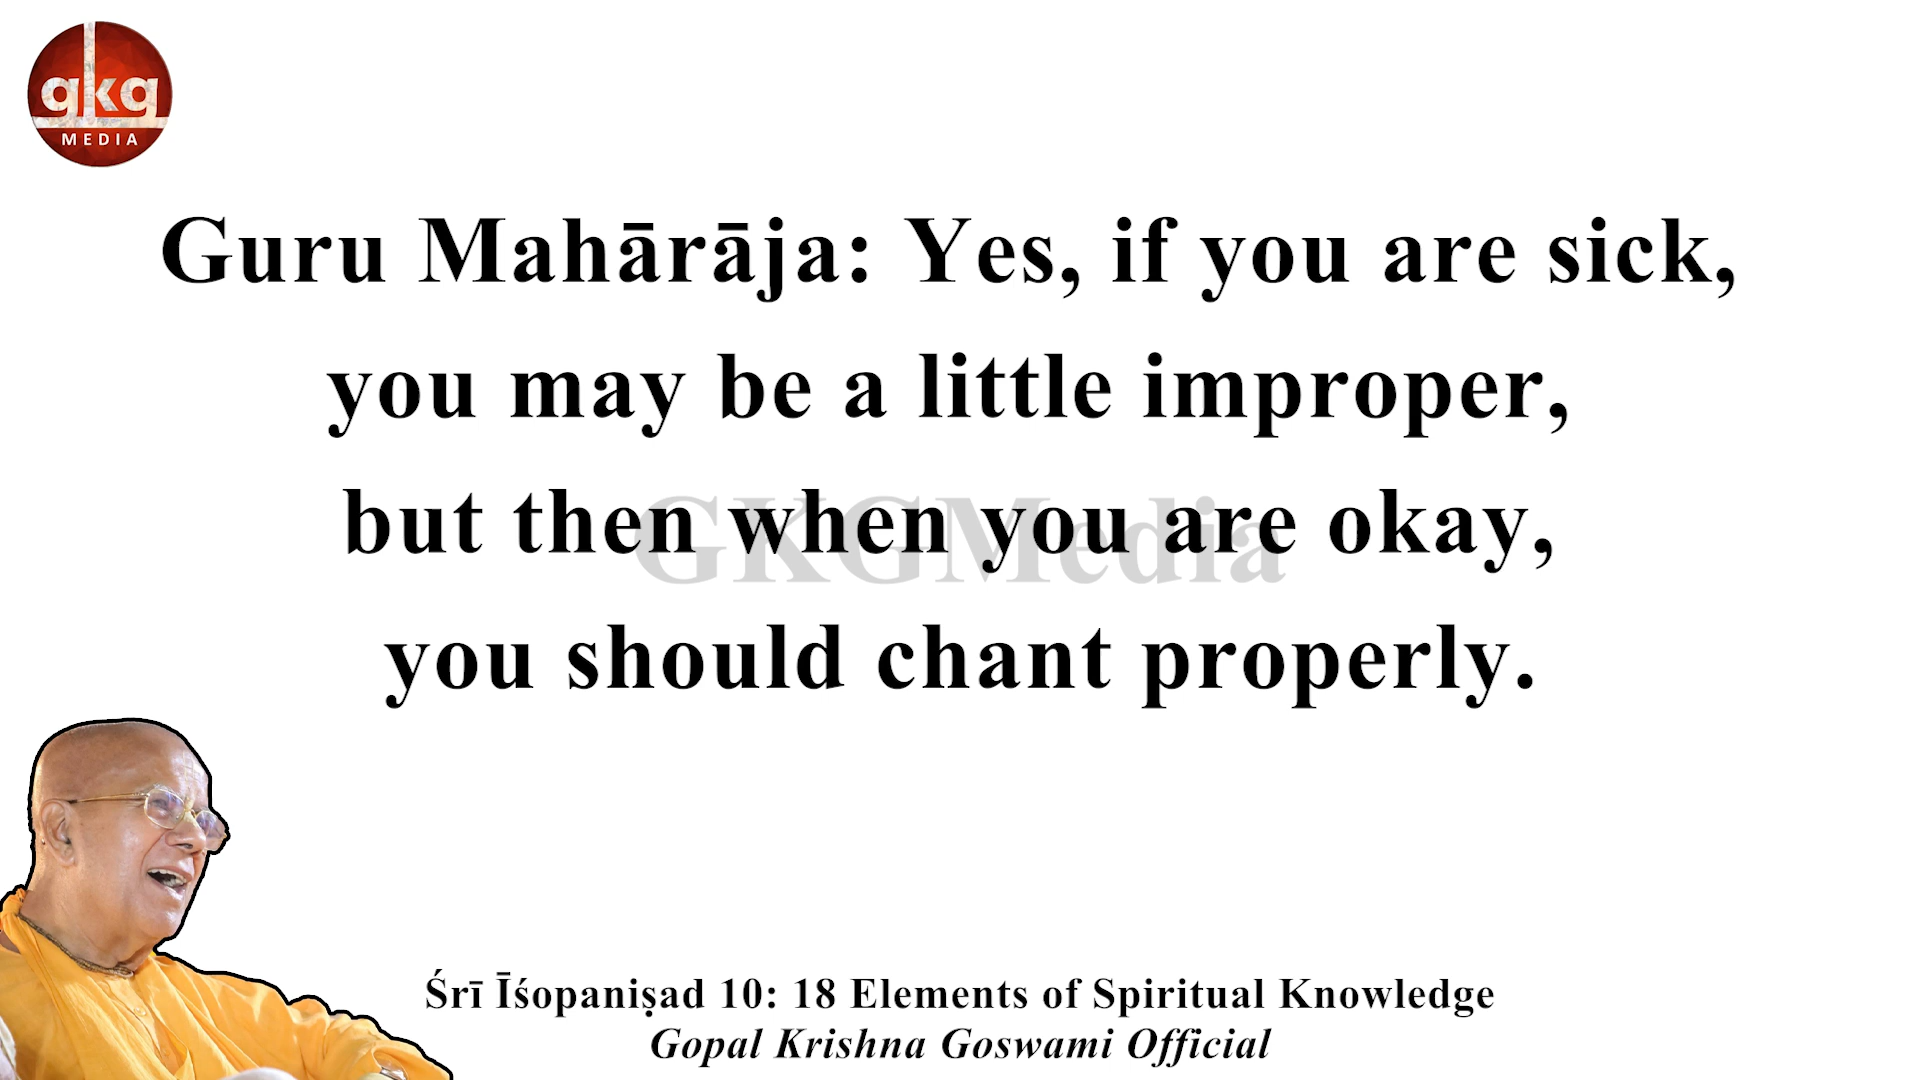 gkg
MEDIA
Guru Mahārāja: Yes, if you are sick,
you may be a little improper,
but then when you are okay,
you should chant properly.
GKGMedia
Śrī Īśopaniṣad 10: 18 Elements of Spiritual Knowledge
Gopal Krishna Goswami Official